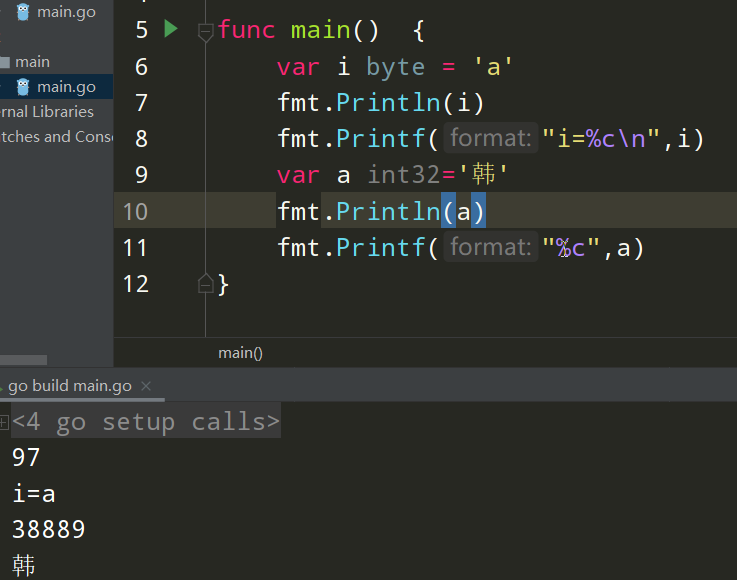 main.go
main
main.go
ernal Libraries
tches and Cons
5 func main() {
6 var i byte = 'a'
7 fmt.Println(i)
8 fmt.Printf( format: "i=%c\n",i)
9 var a int32='韩'
10 fmt.Println(a)
11 fmt.Printf( format: "%c",a)
12 }
main()
go build main.go ×
<4 go setup calls>
97
i=a
38889
韩